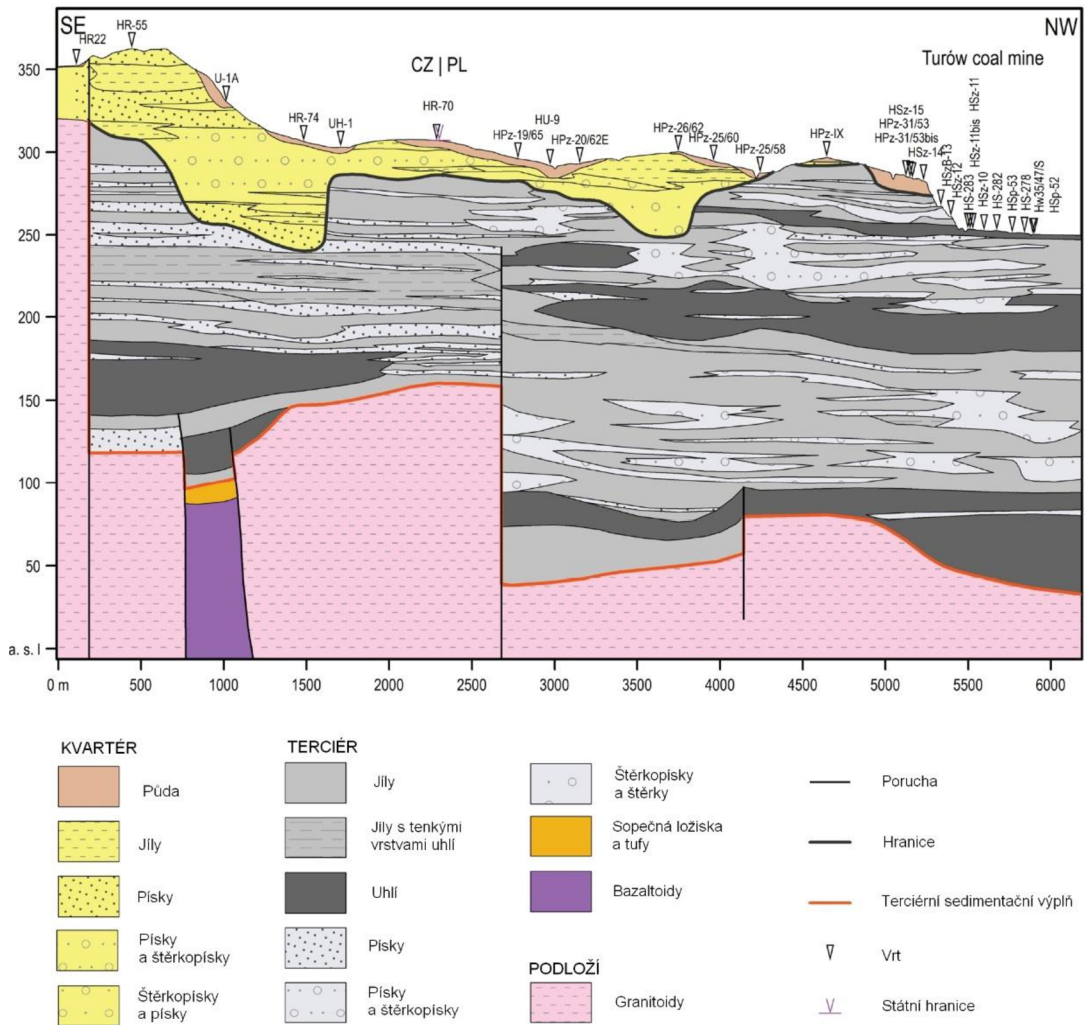 SE
NW
HR22
HR-55
U-1A
HR-74
UH-1
CZ | PL
HR-70
HPz-19/65
HU-9
HPz-20/62E
HPz-26/62
HPz-25/60
HPz-25/58
HPz-IX
Turów coal mine
HSz-15
HPz-31/53
HPz-31/53bis
HSz-14
HSzB-13
HSz-12
HS-283
HSz-11bis
HSz-11
HSz-10
HS-282
HSp-53
HS-278
Hw35/47/S
HSp-52
350
300
250
200
150
100
50
a. s. l
0 m
500
1000
1500
2000
2500
3000
3500
4000
4500
5000
5500
6000
KVARTÉR
Půda
Jíly
Písky
Písky
a štěrkopísky
Štěrkopísky
a písky
TERCIÉR
Jíly
Jíly s tenkými
vrstvami uhlí
Uhlí
Písky
Písky
a štěrkopísky
Štěrkopísky
a štěrky
Sopečná ložiska
a tufy
Bazaltoidy
PODLOŽÍ
Granitoidy
Porucha
Hranice
Terciérní sedimentační výplň
Vrt
Státní hranice